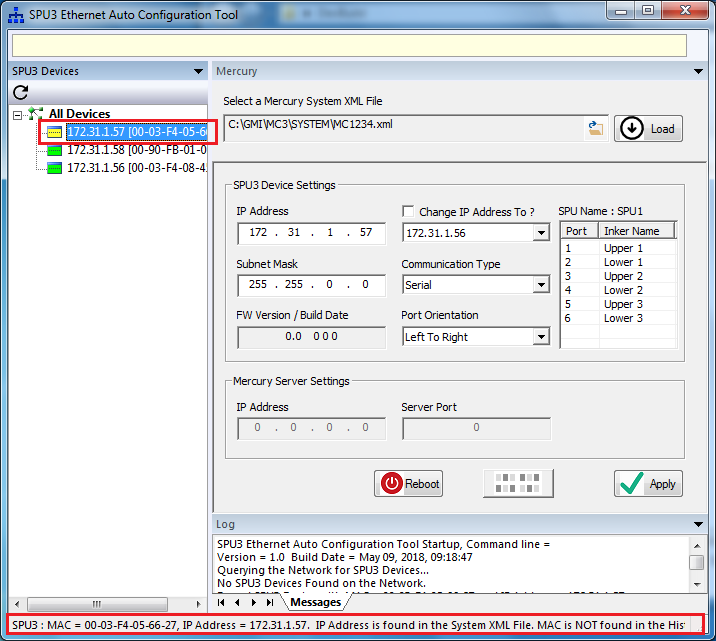 SPU3 Ethernet Auto Configuration Tool
SPU3 Devices
All Devices
172.31.1.57 [00-03-F4-05-6
172.31.1.58 [00-90-FB-01-0
172.31.1.56 [00-03-F4-08-4
Mercury
Select a Mercury System XML File
C:\GMI\MC3\SYSTEM\MC1234.xml
Load
SPU3 Device Settings
IP Address
172 . 31 . 1 . 57
Change IP Address To ?
172.31.1.56
Subnet Mask
255 . 255 . 0 . 0
Communication Type
Serial
FW Version / Build Date
0.0 0 0 0
Port Orientation
Left To Right
SPU Name : SPU1
Port Inker Name
1 Upper 1
2 Lower 1
3 Upper 2
4 Lower 2
5 Upper 3
6 Lower 3
Mercury Server Settings
IP Address
0 . 0 . 0 . 0
Server Port
0
Reboot
Apply
Log
SPU3 Ethernet Auto Configuration Tool Startup, Command line =
Version = 1.0 Build Date = May 09, 2018, 09:18:47
Querying the Network for SPU3 Devices...
No SPU3 Devices Found on the Network.
Messages
SPU3 : MAC = 00-03-F4-05-66-27, IP Address = 172.31.1.57. IP Address is found in the System XML File. MAC is NOT found in the His